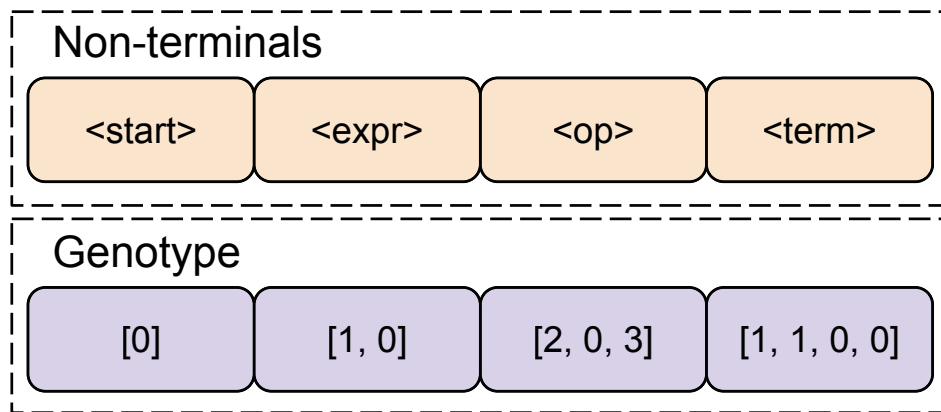 Non-terminals
<start> <expr> <op> <term>
Genotype
[0] [1, 0] [2, 0, 3] [1, 1, 0, 0]